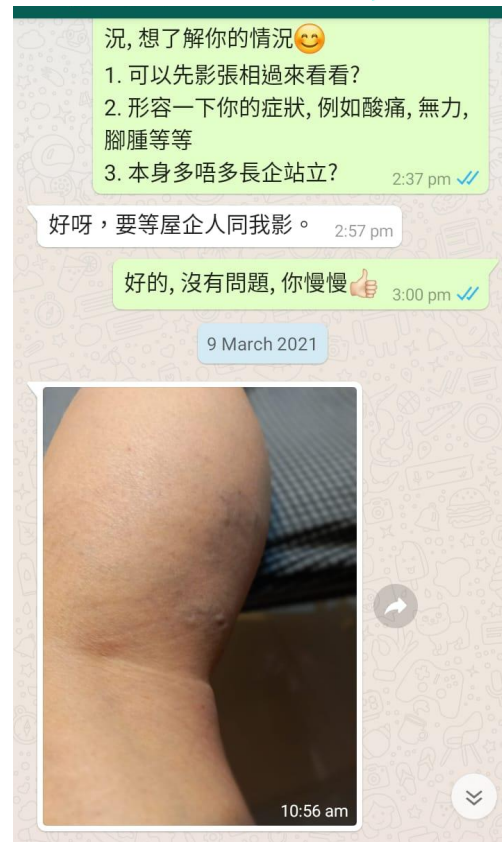 況, 想了解你的情況😊
1. 可以先影張相過來看看?
2. 形容一下你的症狀, 例如酸痛, 無力,
腳腫等等
3. 本身多唔多長企站立?
2:37 pm
好呀，要等屋企人同我影。
2:57 pm
好的, 沒有問題, 你慢慢👍🏻
3:00 pm
9 March 2021
10:56 am